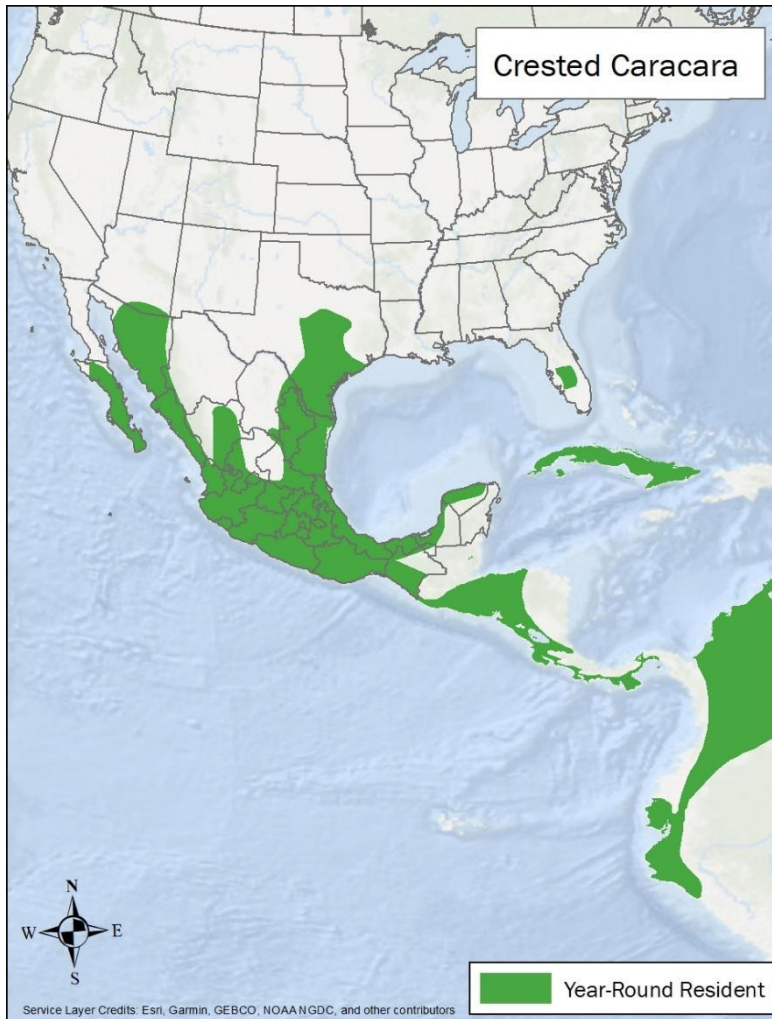 Crested Caracara
N
W E
S
Year-Round Resident
Service Layer Credits: Esri, Garmin, GEBCO, NOAA NGDC, and other contributors